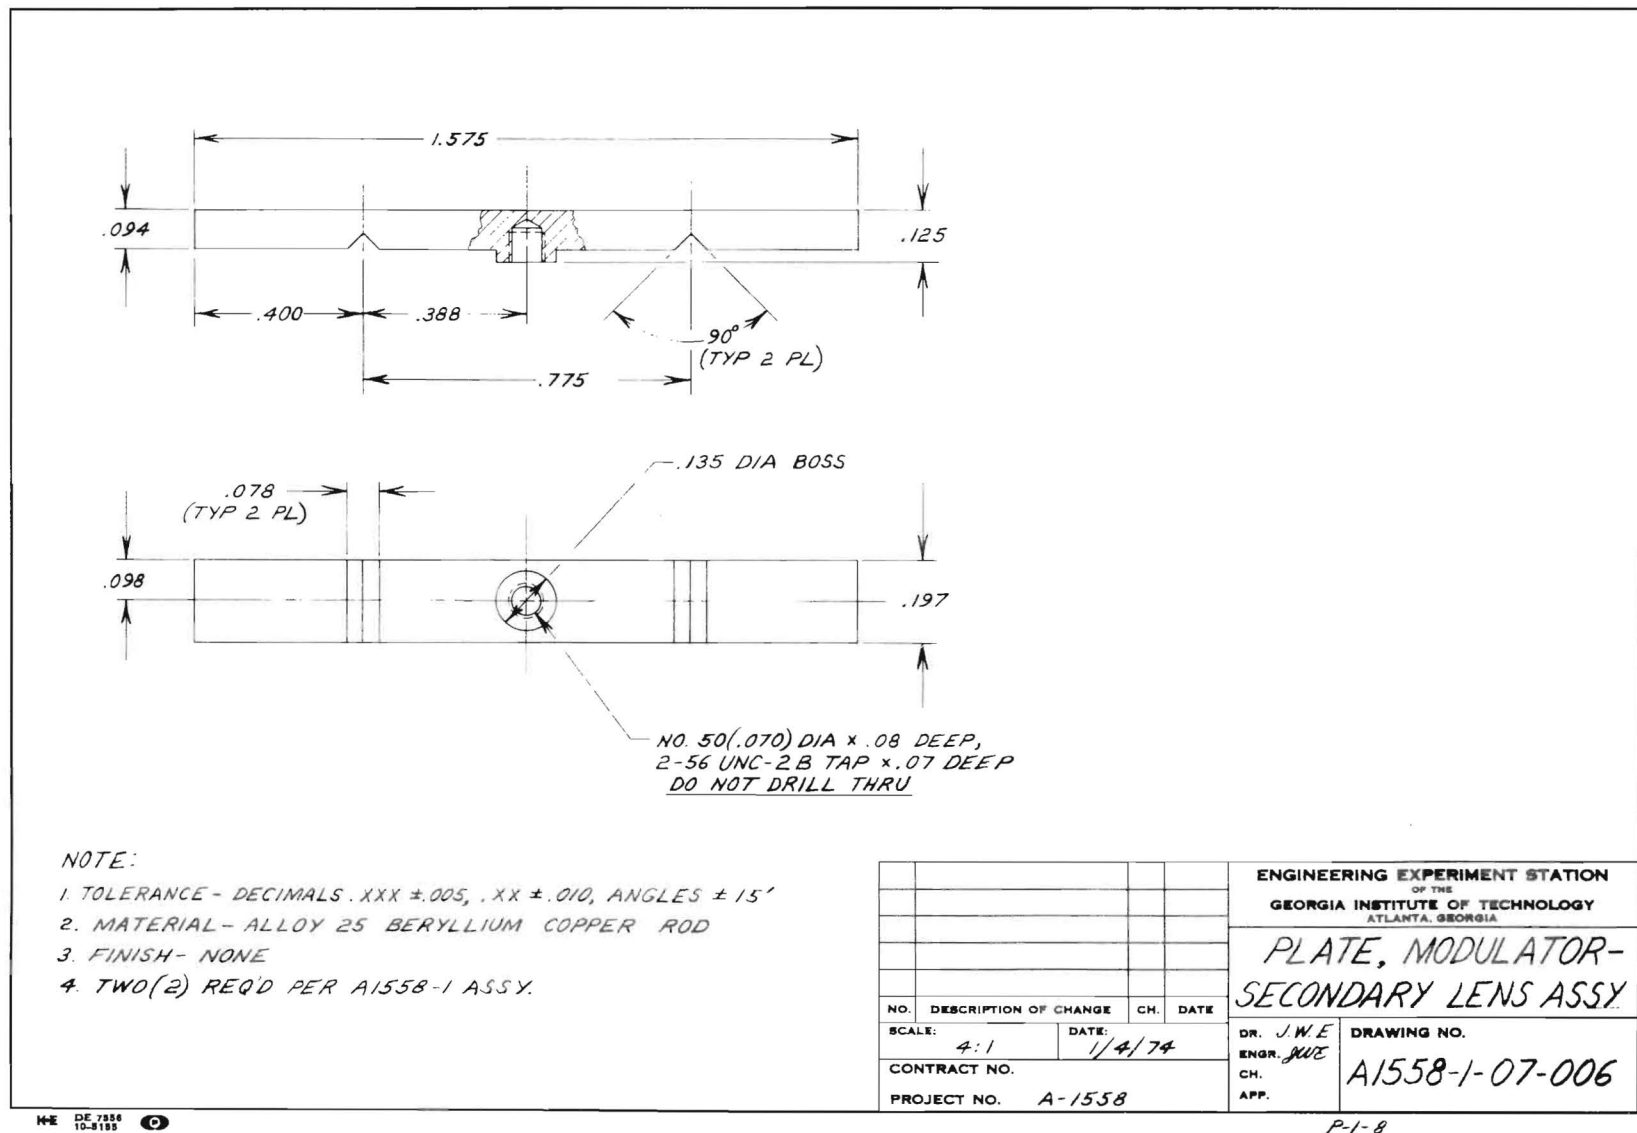 1.575
.094
.125
.400
.388
90°
(TYP 2 PL)
.775
.135 DIA BOSS
.078
(TYP 2 PL)
.098
.197
NO. 50(.070) DIA x .08 DEEP,
2-56 UNC-2B TAP x .07 DEEP
DO NOT DRILL THRU
NOTE:
1. TOLERANCE - DECIMALS .XXX ±.005, .XX ±.010, ANGLES ± 15'
2. MATERIAL - ALLOY 25 BERYLLIUM COPPER ROD
3. FINISH - NONE
4. TWO(2) REQ'D PER A1558-1 ASSY.
NO. DESCRIPTION OF CHANGE CH. DATE
SCALE: 4:1 DATE: 1/4/74
CONTRACT NO.
PROJECT NO. A-1558
ENGINEERING EXPERIMENT STATION
OF THE
GEORGIA INSTITUTE OF TECHNOLOGY
ATLANTA, GEORGIA
PLATE, MODULATOR-
SECONDARY LENS ASSY
DR. J.W.E
ENGR. JWE
CH.
APP.
DRAWING NO.
A1558-1-07-006
K+E DE 7556
10-5155
P-1-8